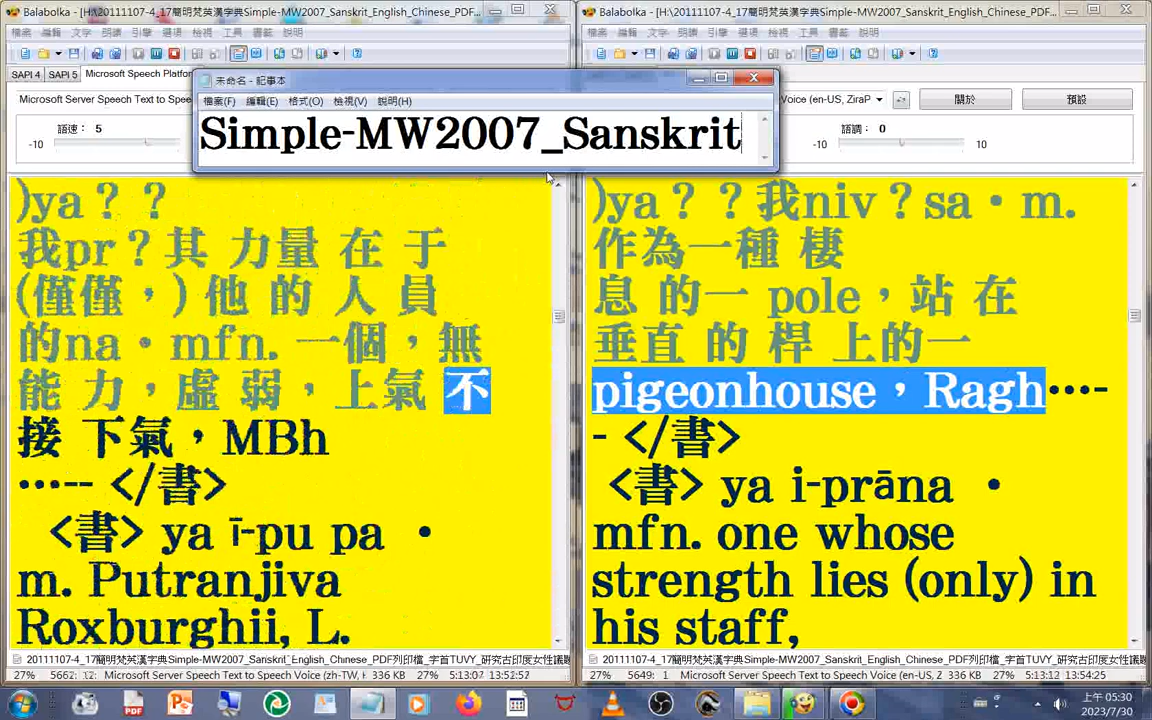 Balabolka - [H:\20111107-4_17簡明梵英漢字典Simple-MW2007_Sanskrit_English_Chinese_PDF...
檔案 編輯 文字 朗讀 引擎 選項 檢視 工具 書籤 說明
SAPI 4 SAPI 5 Microsoft Speech Platfo
Microsoft Server Speech Text to Spee
語速： 5
-10
)ya？？
我pr？其 力量 在 于
(僅僅，) 他 的 人 員
的na・mfn. 一個，無
能 力，虛 弱，上氣 不
接 下氣，MBh
…-- </書>
<書> ya ī-pu pa ・
m. Putranjiva
Roxburghii, L.
20111107-4_17簡明梵英漢字典Simple-MW2007_Sanskrit_English_Chinese_PDF列印檔_字首TUVY_研究古印度女性議題
27% 5662: 12: Microsoft Server Speech Text to Speech Voice (zh-TW, H 336 KB 5:13:07 13:52:52
未命名 - 記事本
檔案(F) 編輯(E) 格式(O) 檢視(V) 說明(H)
Simple-MW2007_Sanskrit
Balabolka - [H:\20111107-4_17簡明梵英漢字典Simple-MW2007_Sanskrit_English_Chinese_PDF...
檔案 編輯 文字 朗讀 引擎 選項 檢視 工具 書籤 說明
Voice (en-US, ZiraP 關於 預設
語調： 0
-10 10
)ya？？我niv？sa・m.
作為一種 棲
息 的一 pole，站 在
垂直 的 桿 上的一
pigeonhouse，Ragh…-
- </書>
<書> ya i-prāna ・
mfn. one whose
strength lies (only) in
his staff,
20111107-4_17簡明梵英漢字典Simple-MW2007_Sanskrit_English_Chinese_PDF列印檔_字首TUVY_研究古印度女性議題
27% 5649: 1 Microsoft Server Speech Text to Speech Voice (en-US, 336 KB 5:13:12 13:54:25
上午 05:30
2023/7/30